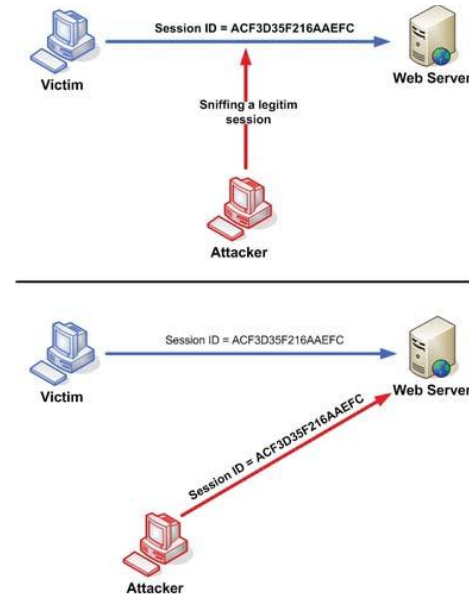 Session ID = ACF3D35F216AAEFC
Victim
Web Server
Sniffing a legitim
session
Attacker
Session ID = ACF3D35F216AAEFC
Victim
Web Server
Session ID = ACF3D35F216AAEFC
Attacker